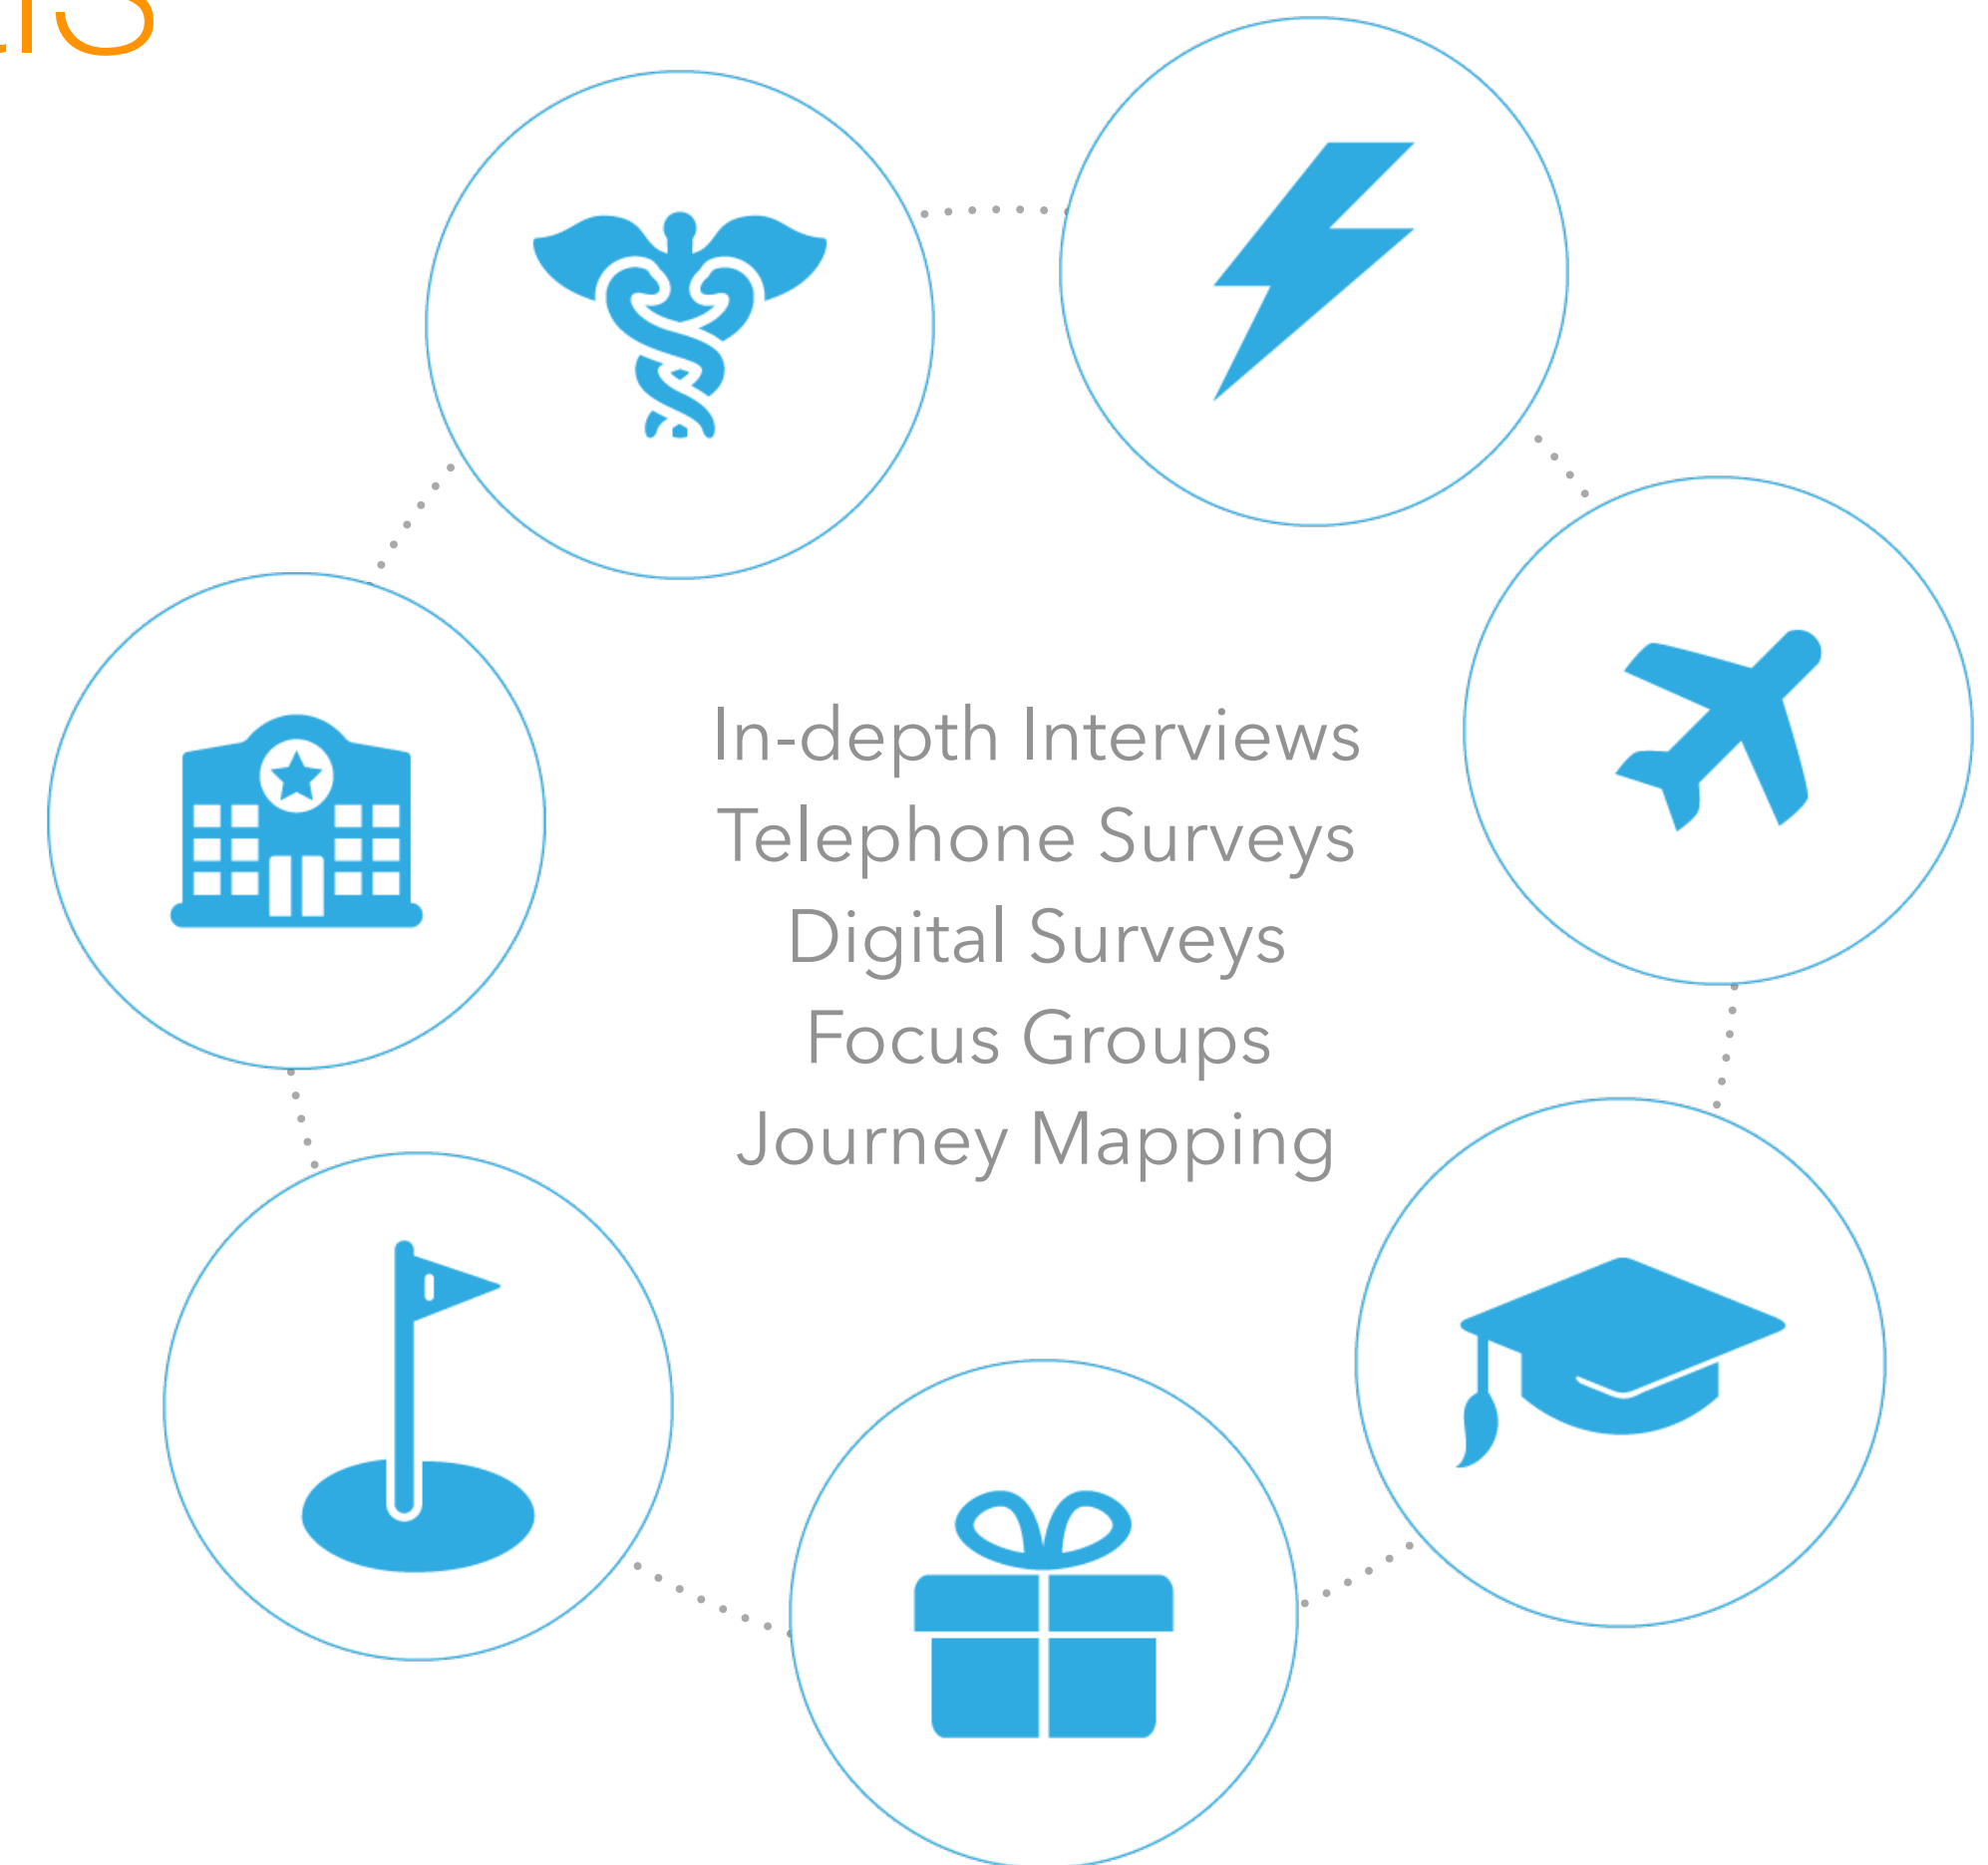 In-depth Interviews
Telephone Surveys
Digital Surveys
Focus Groups
Journey Mapping